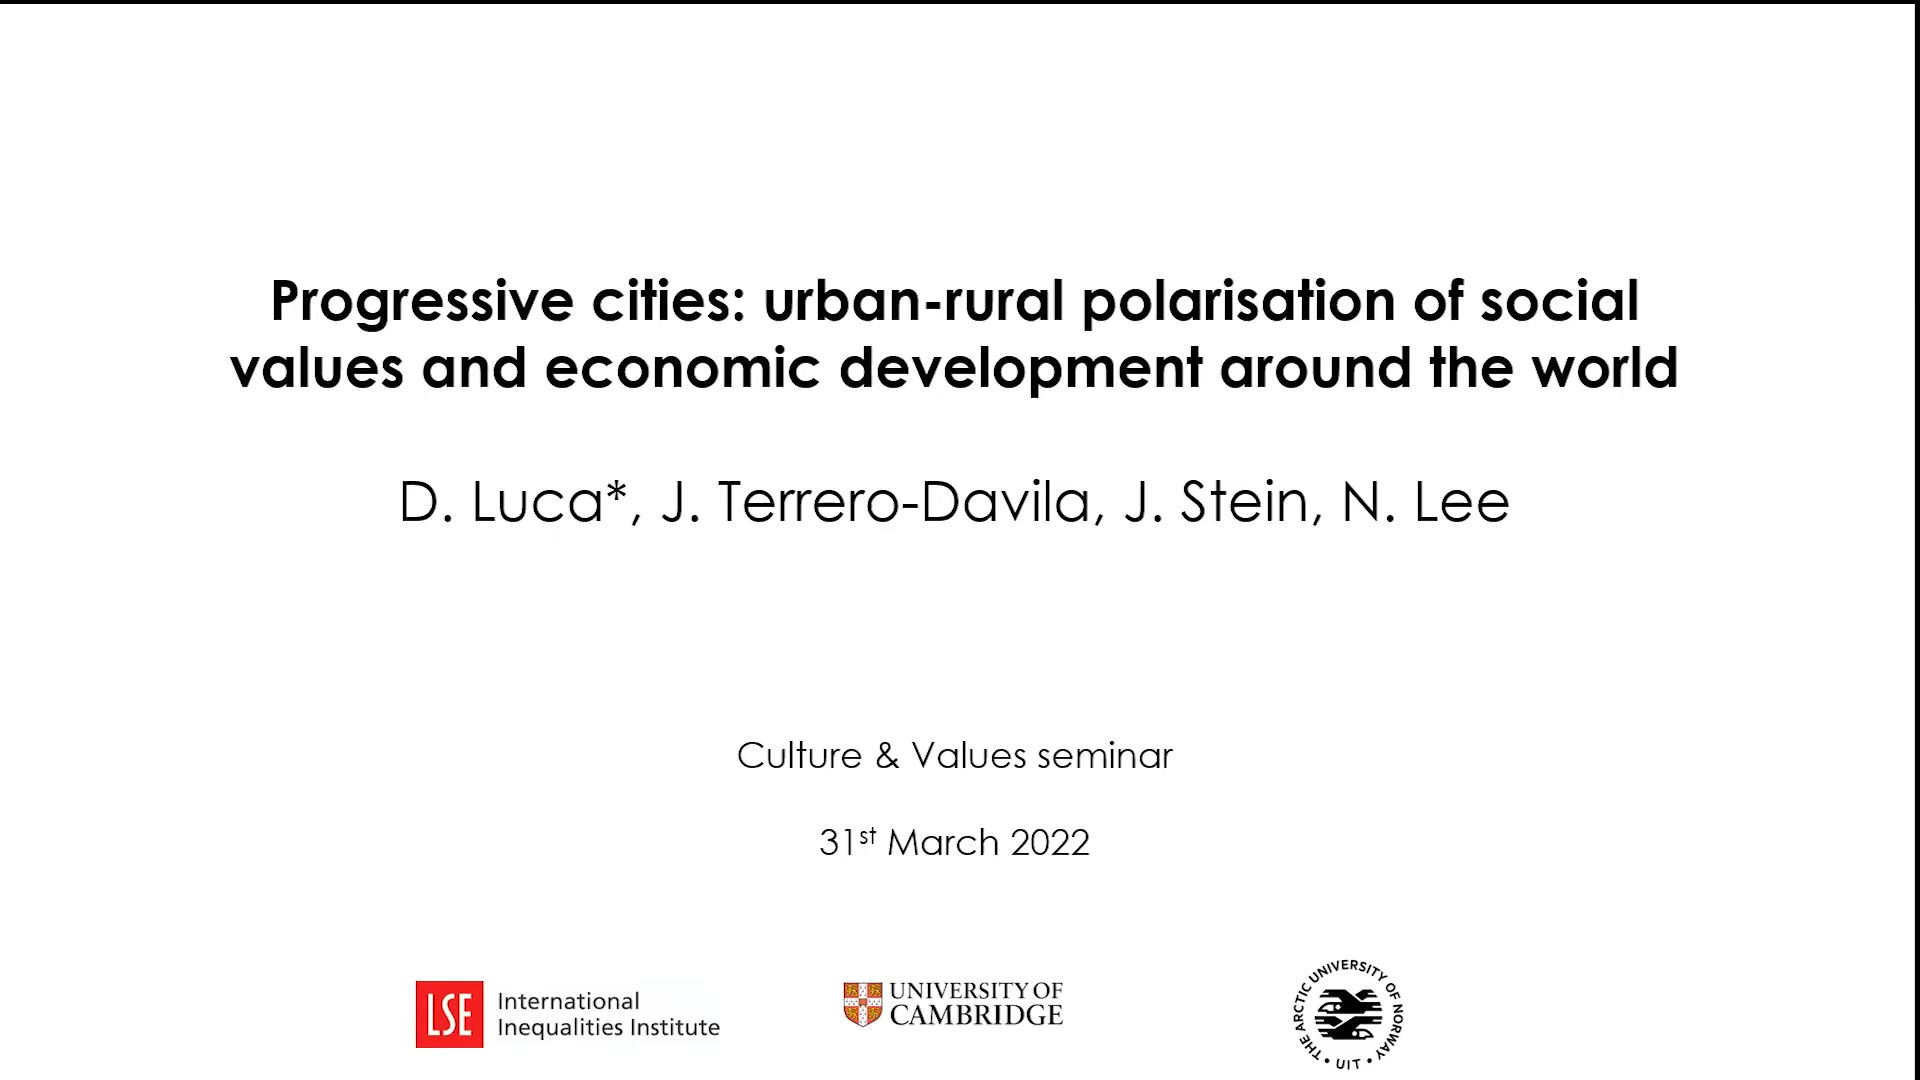 Progressive cities: urban-rural polarisation of social
values and economic development around the world
D. Luca*, J. Terrero-Davila, J. Stein, N. Lee
Culture & Values seminar
31st March 2022
LSE
International
Inequalities Institute
UNIVERSITY OF
CAMBRIDGE
THE ARCTIC UNIVERSITY OF NORWAY
• UIT •